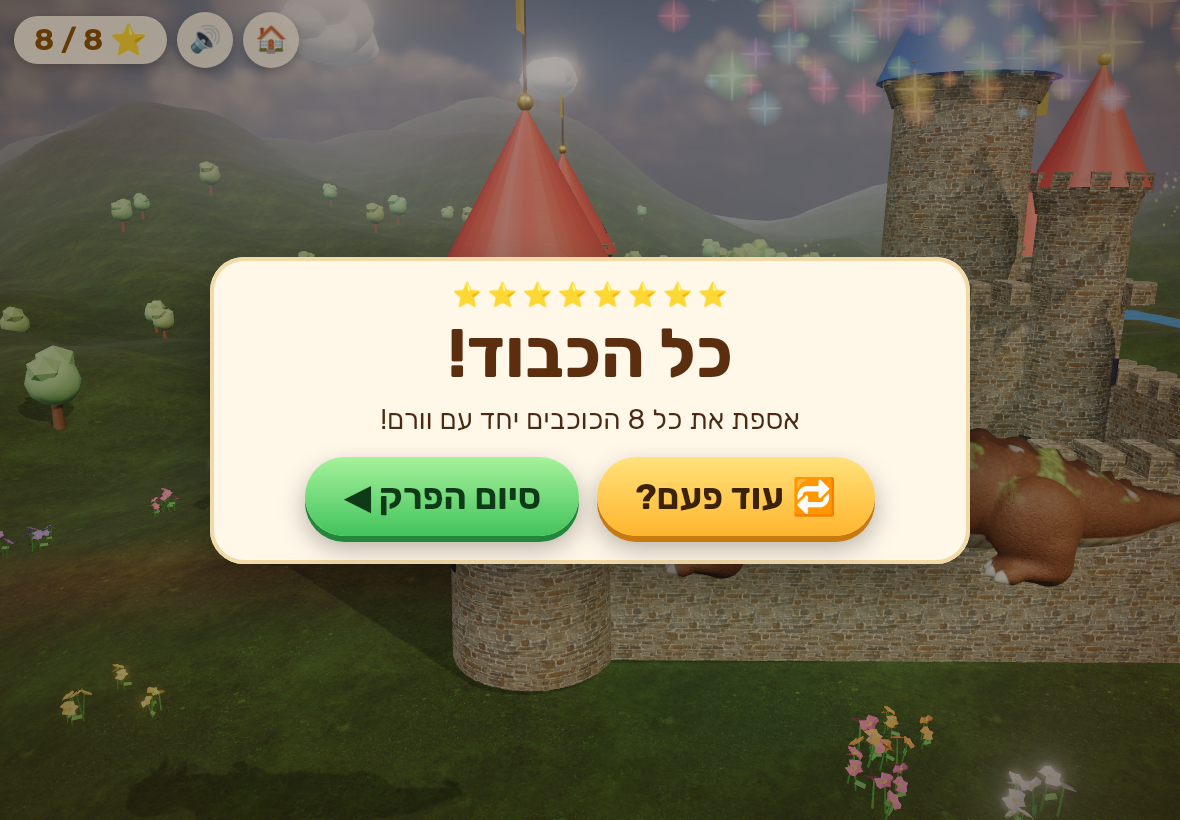 8 / 8 ⭐
⭐⭐⭐⭐⭐⭐⭐⭐
כל הכבוד!
אספת את כל 8 הכוכבים יחד עם וורם!
🔁 עוד פעם?
סיום הפרק ◀